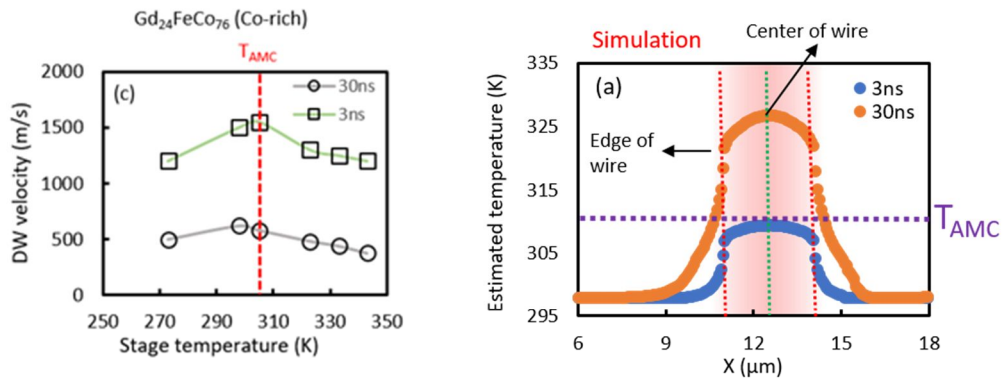 Gd24FeCo76 (Co-rich)
TAMC
2000
1500
1000
500
0
DW velocity (m/s)
(c)
30ns
3ns
250
270
290
310
330
350
Stage temperature (K)
Simulation
Center of wire
335
325
315
305
295
Estimated temperature (K)
(a)
3ns
30ns
Edge of
wire
TAMC
6
9
12
15
18
X (μm)